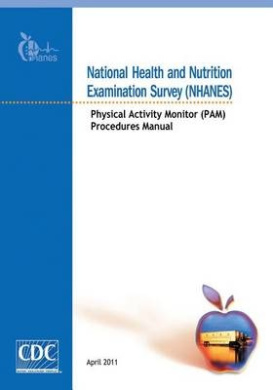 nhanes
National Health and Nutrition
Examination Survey (NHANES)
Physical Activity Monitor (PAM)
Procedures Manual
CDC
April 2011